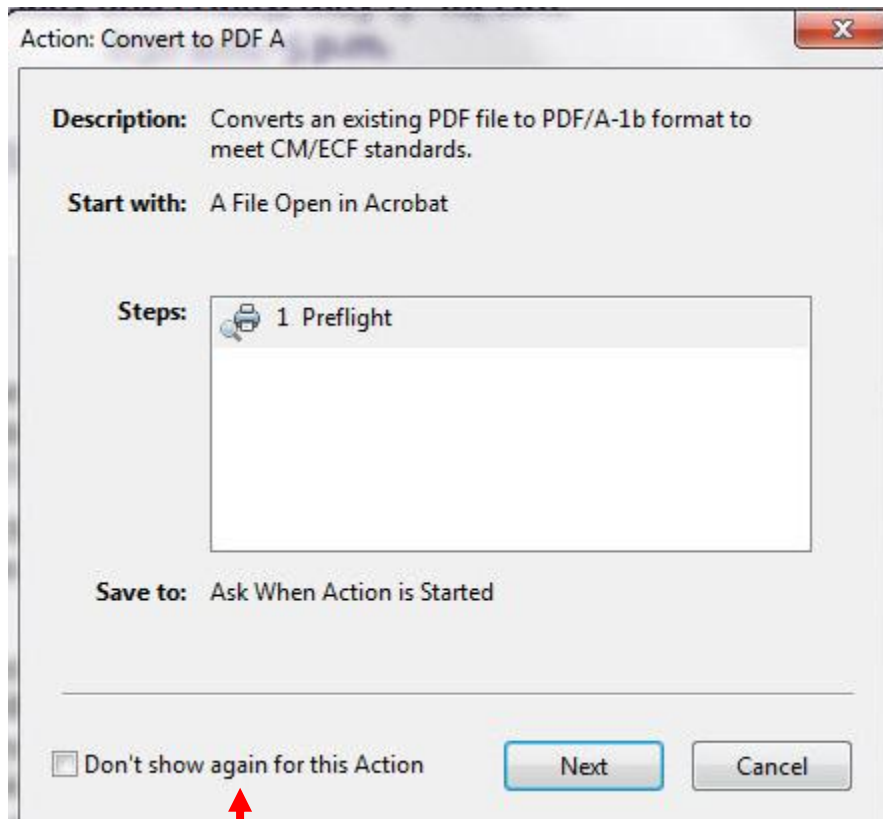 Action: Convert to PDF A
Description: Converts an existing PDF file to PDF/A-1b format to
meet CM/ECF standards.
Start with: A File Open in Acrobat
Steps: 1 Preflight
Save to: Ask When Action is Started
Don't show again for this Action
Next
Cancel